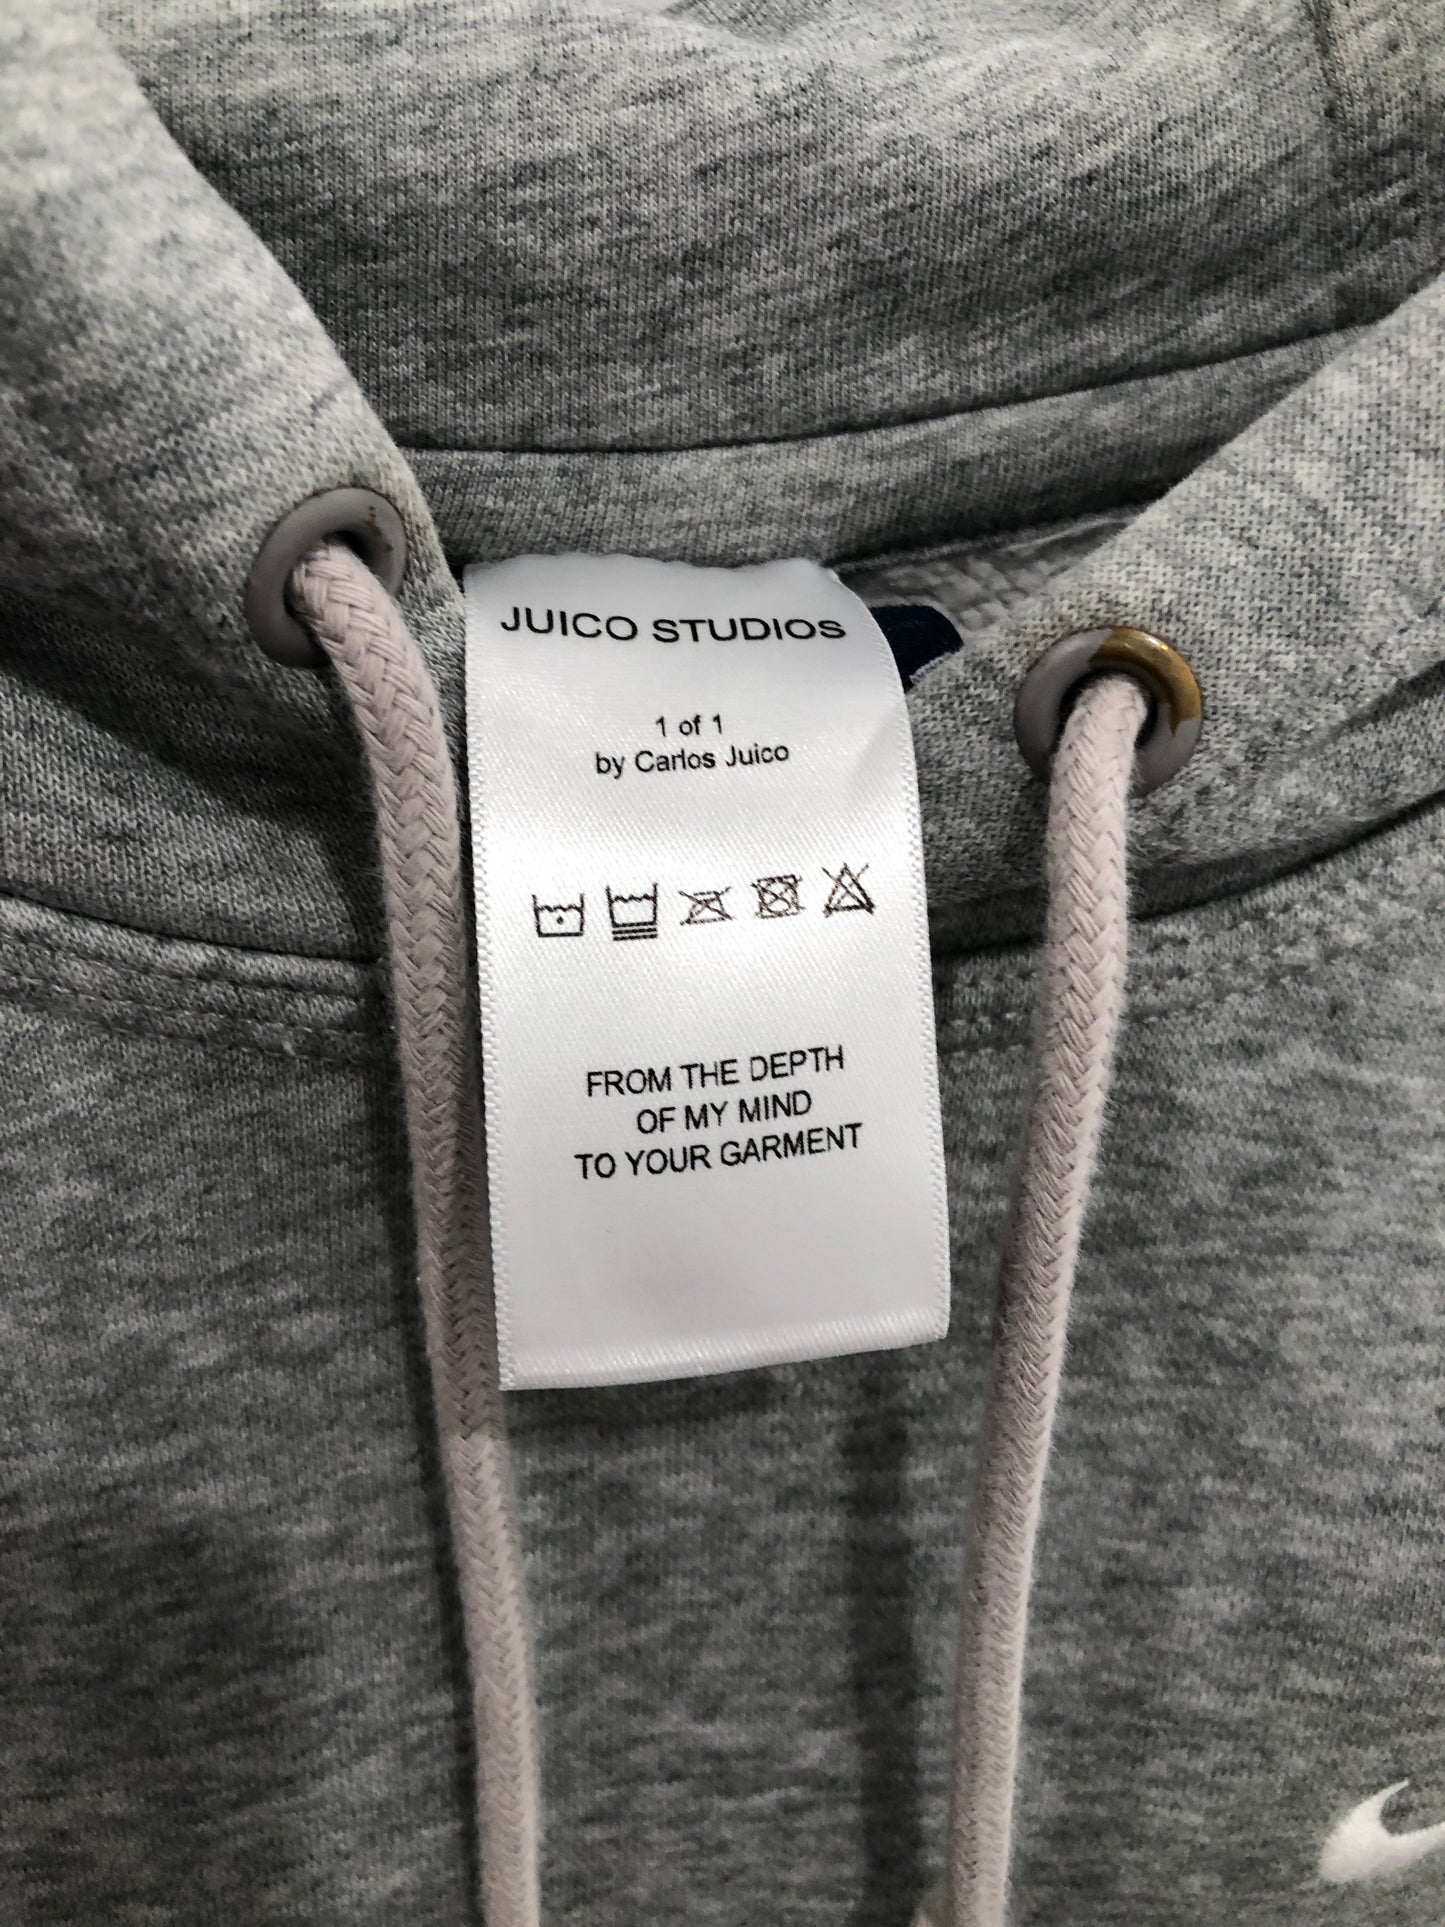 JUICO STUDIOS
1 of 1
by Carlos Juico
FROM THE DEPTH
OF MY MIND
TO YOUR GARMENT